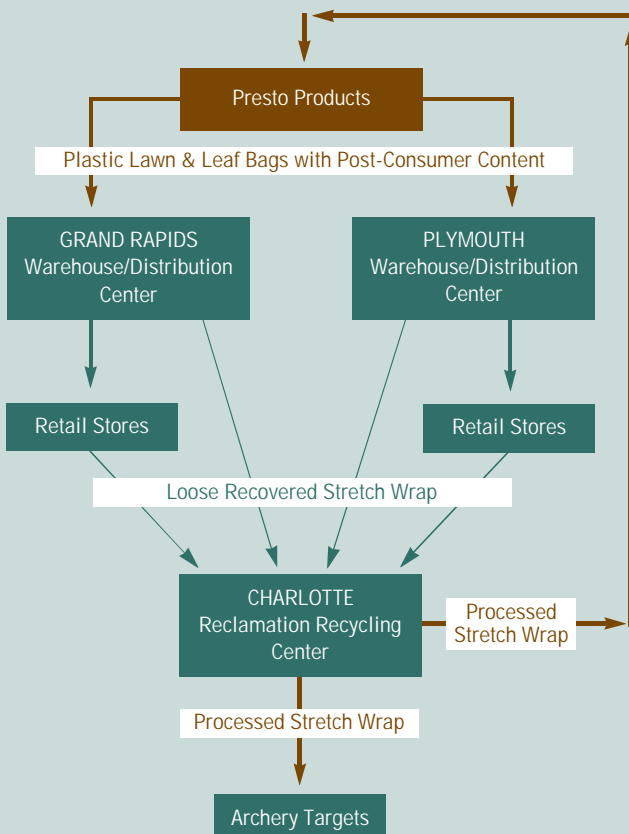 Presto Products
Plastic Lawn & Leaf Bags with Post-Consumer Content
GRAND RAPIDS
Warehouse/Distribution
Center
PLYMOUTH
Warehouse/Distribution
Center
Retail Stores
Retail Stores
Loose Recovered Stretch Wrap
CHARLOTTE
Reclamation Recycling
Center
Processed
Stretch Wrap
Processed Stretch Wrap
Archery Targets